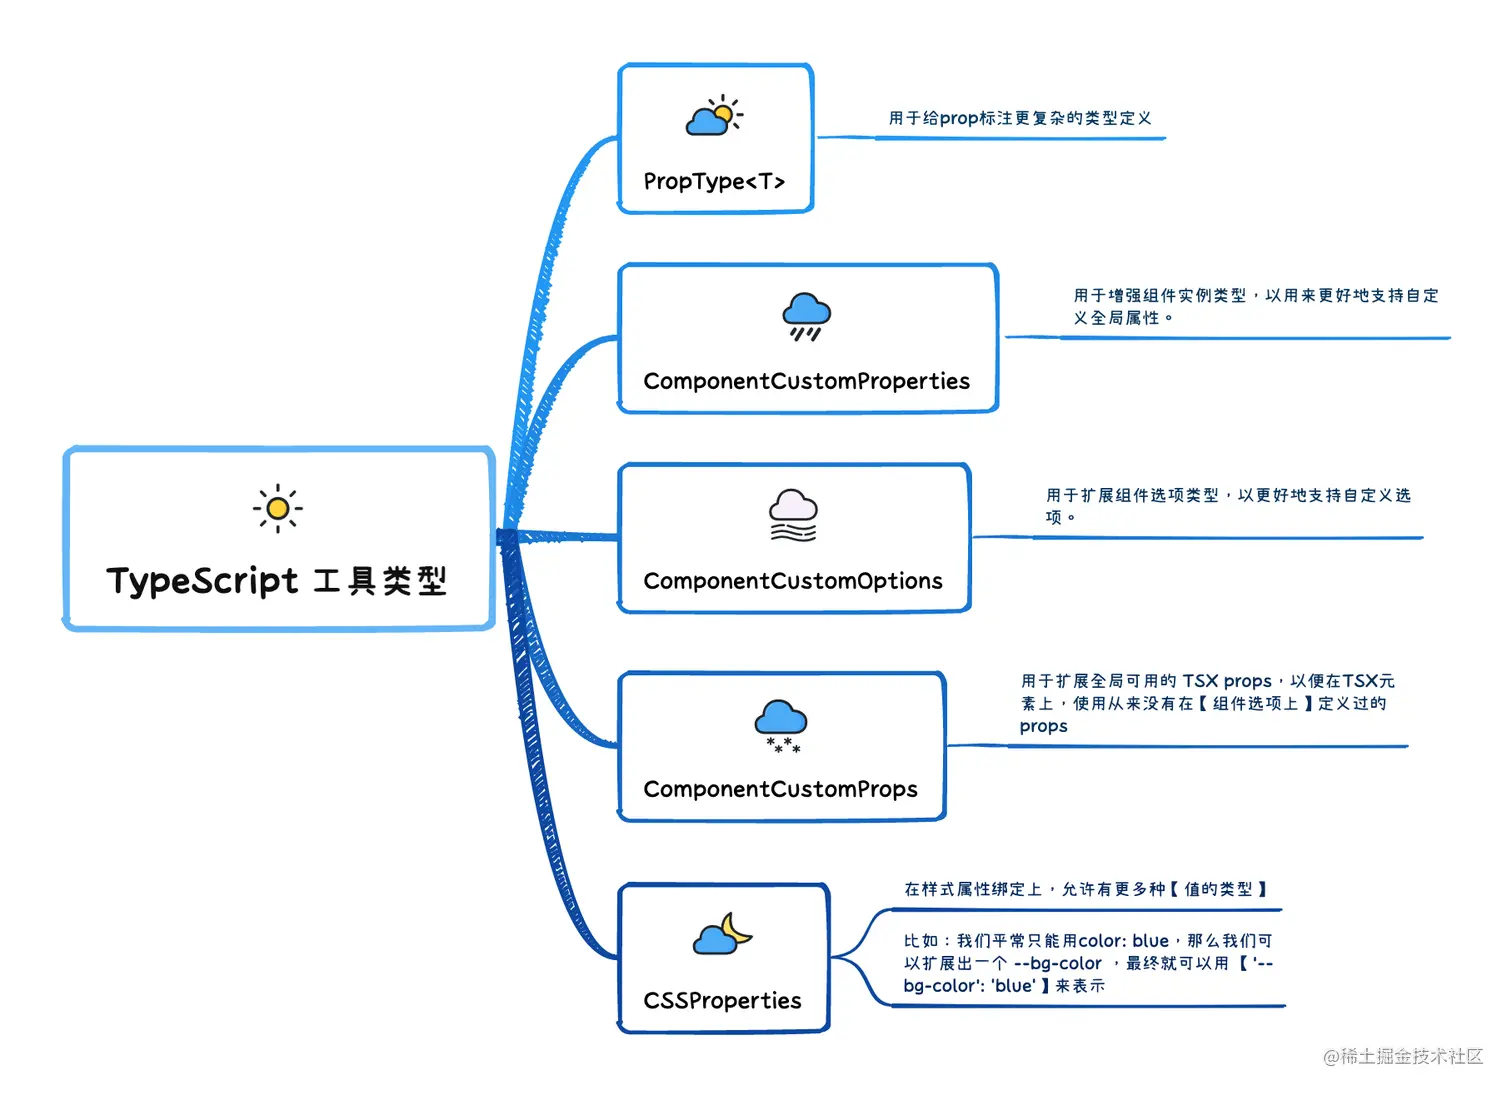 用于给prop标注更复杂的类型定义
PropType<T>
用于增强组件实例类型，以用来更好地支持自定
义全局属性。
ComponentCustomProperties
TypeScript 工具类型
用于扩展组件选项类型，以更好地支持自定义选
项。
ComponentCustomOptions
用于扩展全局可用的 TSX props，以便在TSX元
素上，使用从来没有在【组件选项上】定义过的
props
ComponentCustomProps
在样式属性绑定上，允许有更多种【值的类型】
比如：我们平常只能用color: blue，那么我们可
以扩展出一个 --bg-color ，最终就可以用【'--
bg-color': 'blue'】来表示
CSSProperties
@稀土掘金技术社区